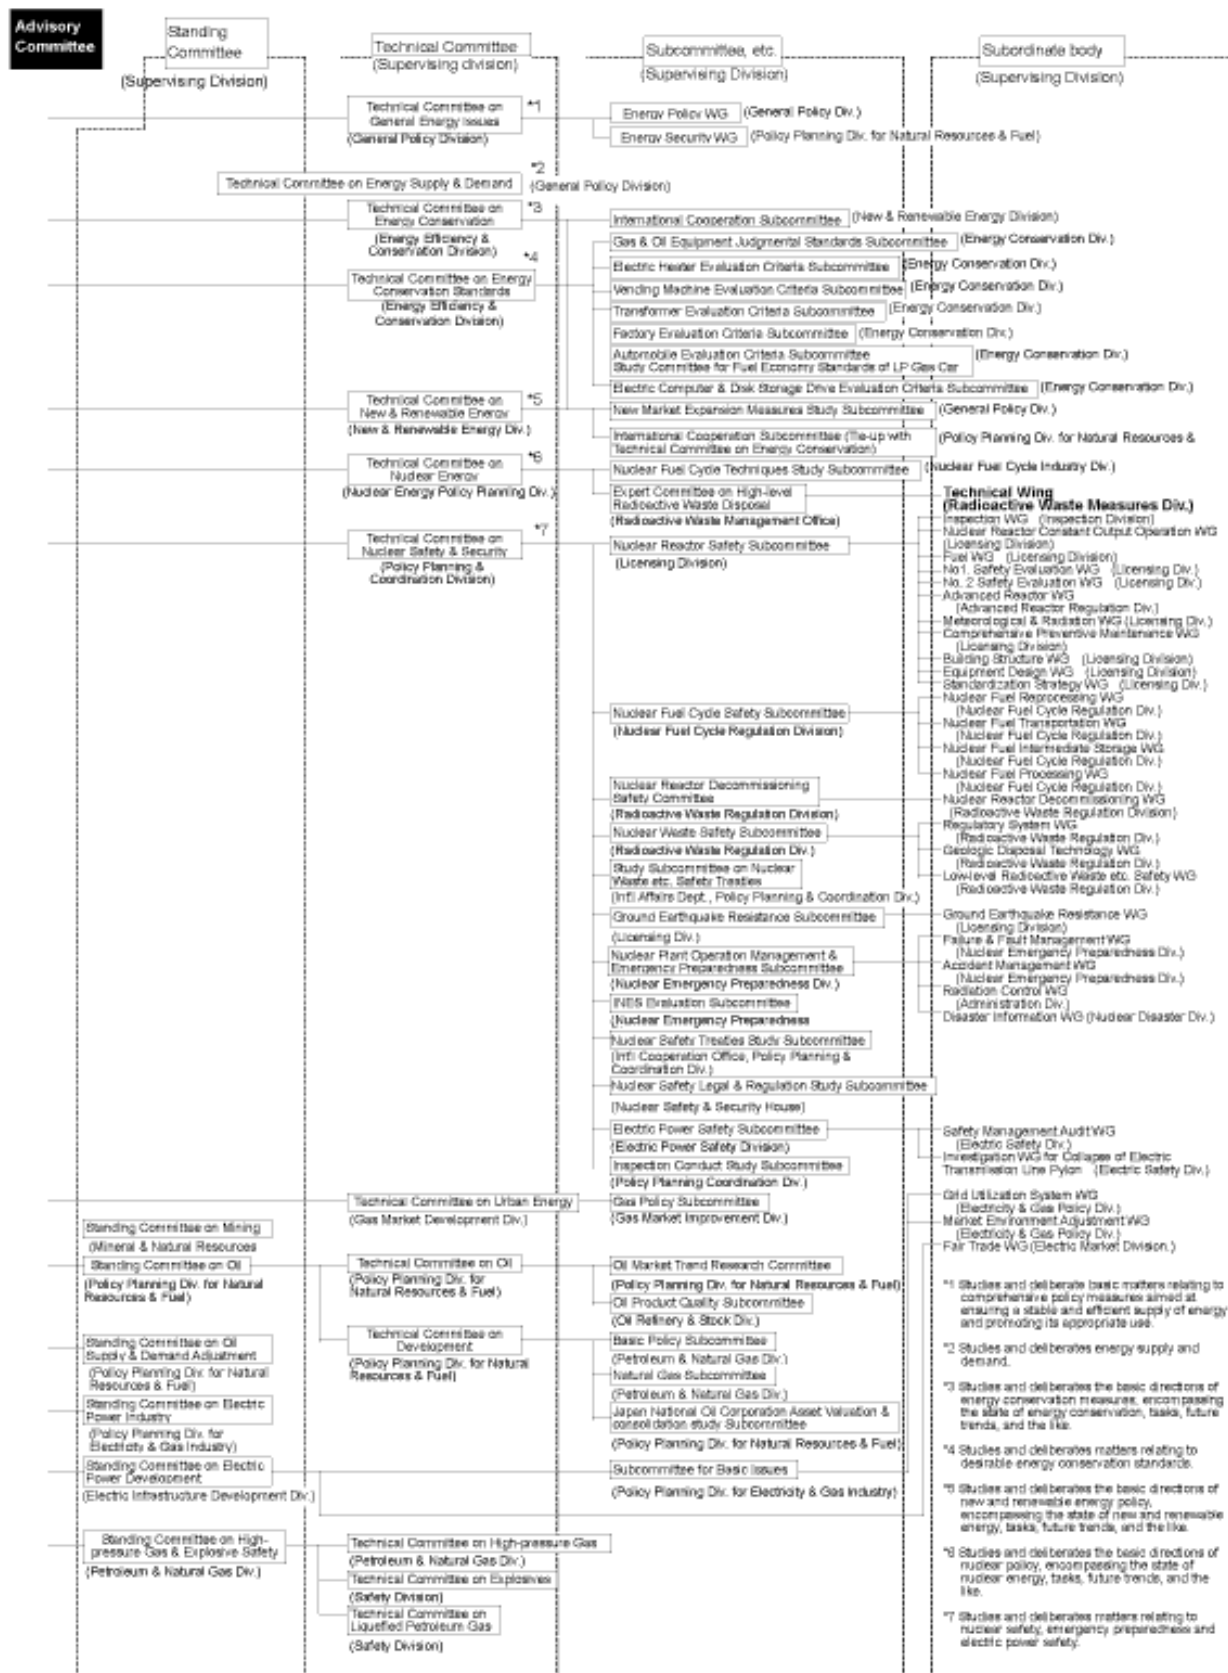 Advisory
Committee
Standing
Committee
(Supervising Division)
Technical Committee
(Supervising division)
Subcommittee, etc.
(Supervising Division)
Subordinate body
(Supervising Division)
Technical Committee on
General Energy Issues
*1
(General Policy Division)
Energy Policy WG
(General Policy Div.)
Energy Security WG
(Policy Planning Div. for Natural Resources & Fuel)
Technical Committee on Energy Supply & Demand
*2
(General Policy Division)
Technical Committee on
Energy Conservation
*3
(Energy Efficiency &
Conservation Division)
International Cooperation Subcommittee
(New & Renewable Energy Division)
Gas & Oil Equipment Judgmental Standards Subcommittee
(Energy Conservation Div.)
Technical Committee on Energy
Conservation Standards
*4
(Energy Efficiency &
Conservation Division)
Electric Heater Evaluation Criteria Subcommittee
(Energy Conservation Div.)
Vending Machine Evaluation Criteria Subcommittee
(Energy Conservation Div.)
Transformer Evaluation Criteria Subcommittee
(Energy Conservation Div.)
Factory Evaluation Criteria Subcommittee
(Energy Conservation Div.)
Automobile Evaluation Criteria Subcommittee
Study Committee for Fuel Economy Standards of LP Gas Car
(Energy Conservation Div.)
Electric Computer & Disk Storage Drive Evaluation Criteria Subcommittee
(Energy Conservation Div.)
Technical Committee on
New & Renewable Energy
*5
(New & Renewable Energy Div.)
New Market Expansion Measures Study Subcommittee
(General Policy Div.)
International Cooperation Subcommittee (Tie-up with
Technical Committee on Energy Conservation)
(Policy Planning Div. for Natural Resources &
Technical Committee on
Nuclear Energy
*6
(Nuclear Energy Policy Planning Div.)
Nuclear Fuel Cycle Techniques Study Subcommittee
(Nuclear Fuel Cycle Industry Div.)
Expert Committee on High-level
Radioactive Waste Disposal
(Radioactive Waste Management Office)
Technical Wing
(Radioactive Waste Measures Div.)
Technical Committee on
Nuclear Safety & Security
*7
(Policy Planning &
Coordination Division)
Nuclear Reactor Safety Subcommittee
(Licensing Division)
Inspection WG (Inspection Division)
Nuclear Reactor Constant Output Operation WG
(Licensing Division)
Fuel WG (Licensing Division)
No1. Safety Evaluation WG (Licensing Div.)
No. 2 Safety Evaluation WG (Licensing Div.)
Advanced Reactor WG
(Advanced Reactor Regulation Div.)
Meteorological & Radiation WG (Licensing Div.)
Comprehensive Preventive Maintenance WG
(Licensing Division)
Building Structure WG (Licensing Division)
Equipment Design WG (Licensing Division)
Standardization Strategy WG (Licensing Div.)
Nuclear Fuel Cycle Safety Subcommittee
(Nuclear Fuel Cycle Regulation Division)
Nuclear Fuel Reprocessing WG
(Nuclear Fuel Cycle Regulation Div.)
Nuclear Fuel Transportation WG
(Nuclear Fuel Cycle Regulation Div.)
Nuclear Fuel Intermediate Storage WG
(Nuclear Fuel Cycle Regulation Div.)
Nuclear Fuel Processing WG
(Nuclear Fuel Cycle Regulation Div.)
Nuclear Reactor Decommissioning
Safety Committee
(Radioactive Waste Regulation Division)
Nuclear Reactor Decommissioning WG
(Radioactive Waste Regulation Division)
Nuclear Waste Safety Subcommittee
(Radioactive Waste Regulation Div.)
Regulatory System WG
(Radioactive Waste Regulation Div.)
Geologic Disposal Technology WG
(Radioactive Waste Regulation Div.)
Low-level Radioactive Waste etc. Safety WG
(Radioactive Waste Regulation Div.)
Study Subcommittee on Nuclear
Waste etc. Safety Treaties
(Int'l Affairs Dept., Policy Planning & Coordination Div.)
Ground Earthquake Resistance Subcommittee
(Licensing Div.)
Ground Earthquake Resistance WG
(Licensing Division)
Nuclear Plant Operation Management &
Emergency Preparedness Subcommittee
(Nuclear Emergency Preparedness Div.)
Failure & Fault Management WG
(Nuclear Emergency Preparedness Div.)
Accident Management WG
(Nuclear Emergency Preparedness Div.)
Radiation Control WG
(Administration Div.)
Disaster Information WG (Nuclear Disaster Div.)
INES Evaluation Subcommittee
(Nuclear Emergency Preparedness
Nuclear Safety Treaties Study Subcommittee
(Int'l Cooperation Office, Policy Planning &
Coordination Div.)
Nuclear Safety Legal & Regulation Study Subcommittee
(Nuclear Safety & Security House)
Electric Power Safety Subcommittee
(Electric Power Safety Division)
Safety Management Audit WG
(Electric Safety Div.)
Investigation WG for Collapse of Electric
Transmission Line Pylon (Electric Safety Div.)
Inspection Conduct Study Subcommittee
(Policy Planning Coordination Div.)
Technical Committee on Urban Energy
(Gas Market Development Div.)
Gas Policy Subcommittee
(Gas Market Improvement Div.)
Grid Utilization System WG
(Electricity & Gas Policy Div.)
Market Environment Adjustment WG
(Electricity & Gas Policy Div.)
Fair Trade WG (Electric Market Division.)
Standing Committee on Mining
(Mineral & Natural Resources
Standing Committee on Oil
(Policy Planning Div. for Natural
Resources & Fuel)
Technical Committee on Oil
(Policy Planning Div. for
Natural Resources & Fuel)
Oil Market Trend Research Committee
(Policy Planning Div. for Natural Resources & Fuel)
Oil Product Quality Subcommittee
(Oil Refinery & Stock Div.)
Technical Committee on
Development
(Policy Planning Div. for Natural
Resources & Fuel)
Basic Policy Subcommittee
(Petroleum & Natural Gas Div.)
Natural Gas Subcommittee
(Petroleum & Natural Gas Div.)
Japan National Oil Corporation Asset Valuation &
consolidation study Subcommittee
(Policy Planning Div. for Natural Resources & Fuel)
Standing Committee on Oil
Supply & Demand Adjustment
(Policy Planning Div. for Natural
Resources & Fuel)
Standing Committee on Electric
Power Industry
(Policy Planning Div. for
Electricity & Gas Industry)
Standing Committee on Electric
Power Development
(Electric Infrastructure Development Div.)
Subcommittee for Basic Issues
(Policy Planning Div. for Electricity & Gas Industry)
Standing Committee on High-
pressure Gas & Explosive Safety
(Petroleum & Natural Gas Div.)
Technical Committee on High-pressure Gas
(Petroleum & Natural Gas Div.)
Technical Committee on Explosives
(Safety Division)
Technical Committee on
Liquefied Petroleum Gas
(Safety Division)
*1 Studies and deliberate basic matters relating to
comprehensive policy measures aimed at
ensuring a stable and efficient supply of energy
and promoting its appropriate use.
*2 Studies and deliberates energy supply and
demand.
*3 Studies and deliberates the basic directions of
energy conservation measures, encompassing
the state of energy conservation, tasks, future
trends, and the like.
*4 Studies and deliberates matters relating to
desirable energy conservation standards.
*5 Studies and deliberates the basic directions of
new and renewable energy policy,
encompassing the state of new and renewable
energy, tasks, future trends, and the like.
*6 Studies and deliberates the basic directions of
nuclear policy, encompassing the state of
nuclear energy, tasks, future trends, and the
like.
*7 Studies and deliberates matters relating to
nuclear safety, emergency preparedness and
electric power safety.